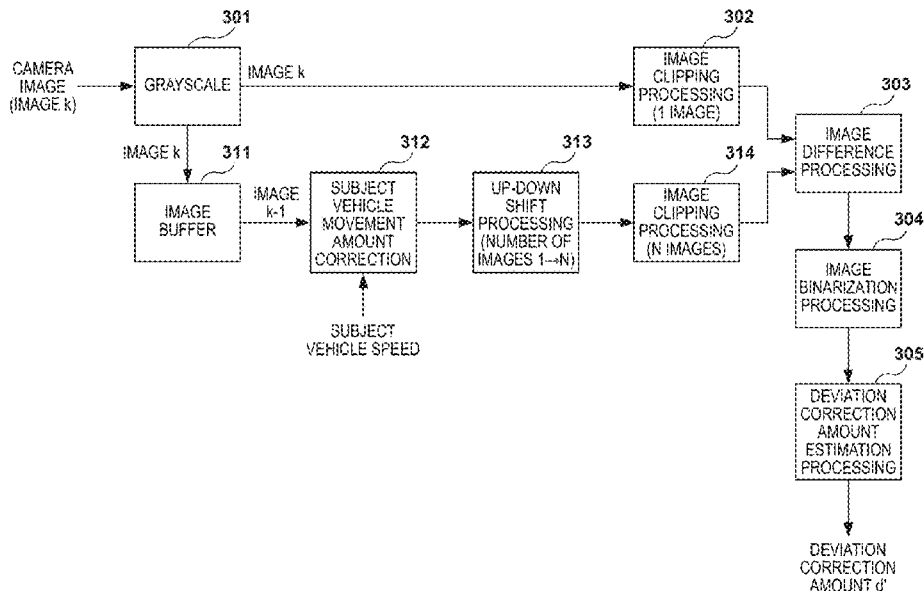 301
302
303
CAMERA
IMAGE
(IMAGE k)
GRAYSCALE
IMAGE k
IMAGE
CLIPPING
PROCESSING
(1 IMAGE)
IMAGE
DIFFERENCE
PROCESSING
IMAGE k
311
312
313
314
IMAGE
BUFFER
IMAGE
k-1
SUBJECT
VEHICLE
MOVEMENT
AMOUNT
CORRECTION
UP-DOWN
SHIFT
PROCESSING
(NUMBER OF
IMAGES 1→N)
IMAGE
CLIPPING
PROCESSING
(N IMAGES)
SUBJECT
VEHICLE SPEED
304
IMAGE
BINARIZATION
PROCESSING
305
DEVIATION
CORRECTION
AMOUNT
ESTIMATION
PROCESSING
DEVIATION
CORRECTION
AMOUNT d'